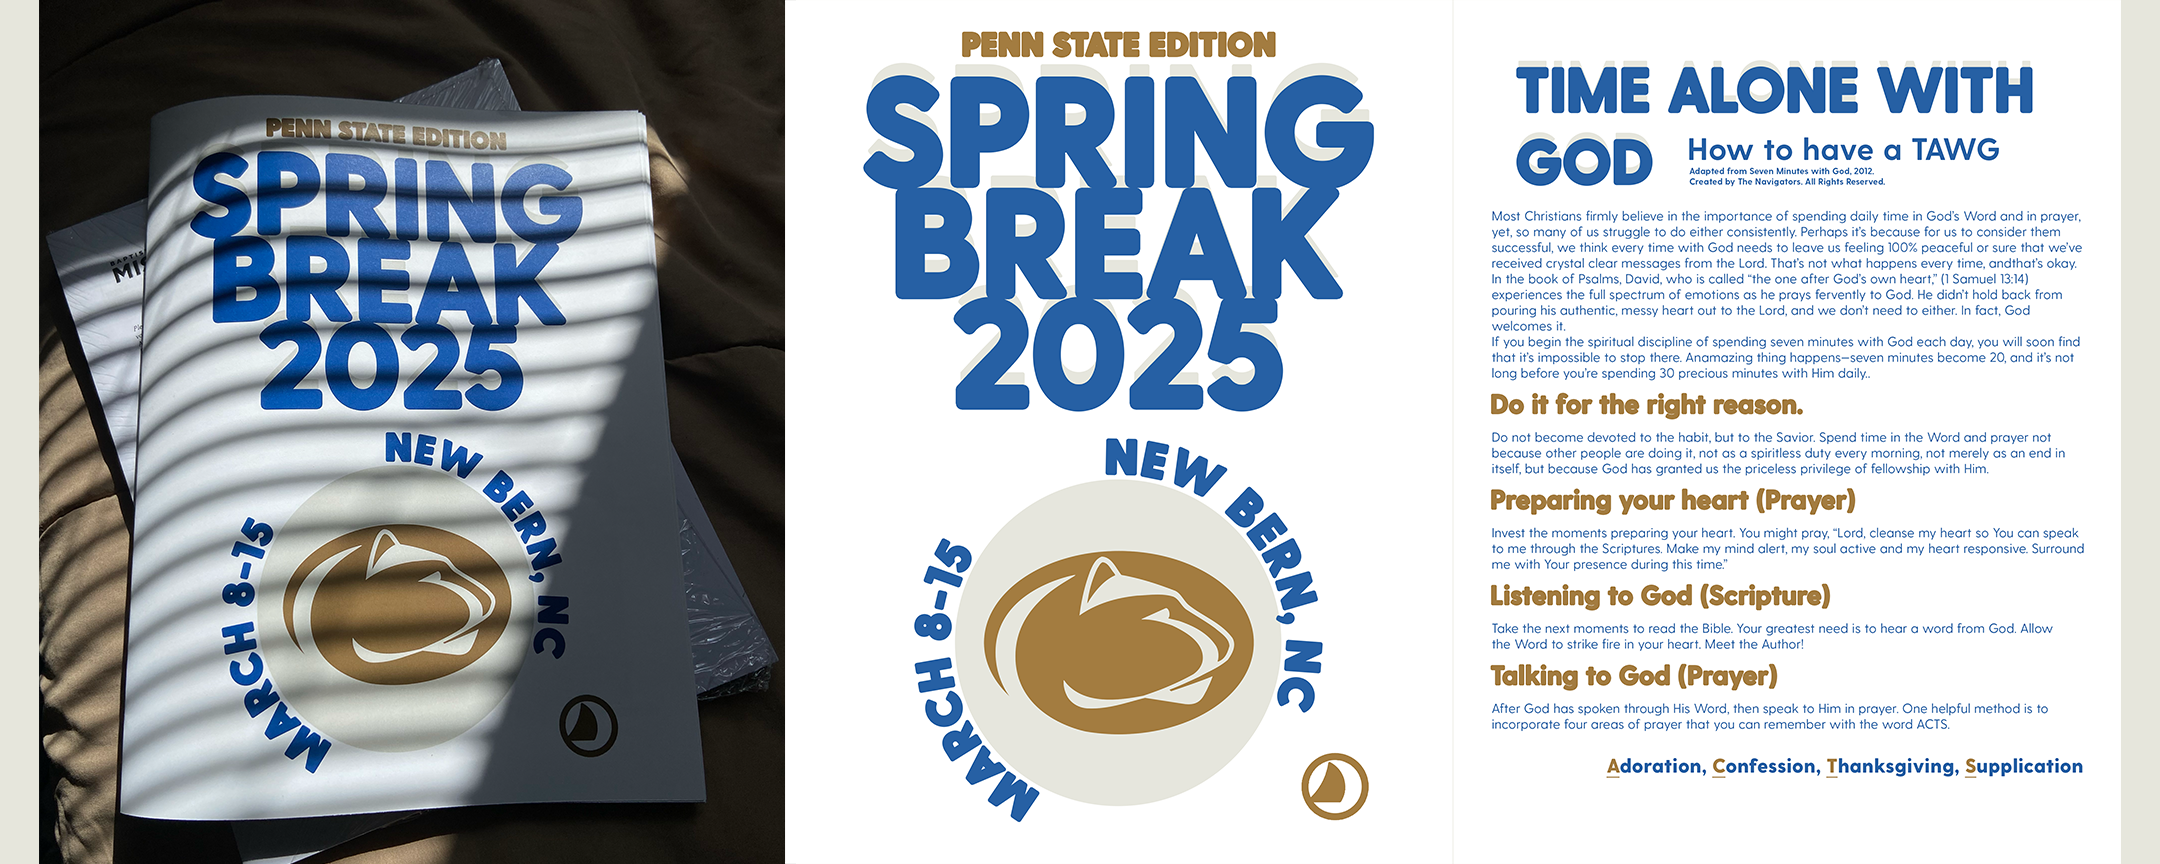 PENN STATE EDITION
SPRING
BREAK
2025
NEW BERN, NC
MARCH 8-15
PENN STATE EDITION
SPRING
BREAK
2025
NEW BERN, NC
MARCH 8-15
TIME ALONE WITH
GOD
How to have a TAWG
Adapted from Seven Minutes with God, 2012.
Created by The Navigators. All Rights Reserved.
Most Christians firmly believe in the importance of spending daily time in God's Word and in prayer,
yet, so many of us struggle to do either consistently. Perhaps it's because for us to consider them
successful, we think every time with God needs to leave us feeling 100% peaceful or sure that we've
received crystal clear messages from the Lord. That's not what happens every time, andthat's okay.
In the book of Psalms, David, who is called "the one after God's own heart," (1 Samuel 13:14)
experiences the full spectrum of emotions as he prays fervently to God. He didn't hold back from
pouring his authentic, messy heart out to the Lord, and we don't need to either. In fact, God
welcomes it.
If you begin the spiritual discipline of spending seven minutes with God each day, you will soon find
that it's impossible to stop there. Anamazing thing happens—seven minutes become 20, and it's not
long before you're spending 30 precious minutes with Him daily..
Do it for the right reason.
Do not become devoted to the habit, but to the Savior. Spend time in the Word and prayer not
because other people are doing it, not as a spiritless duty every morning, not merely as an end in
itself, but because God has granted us the priceless privilege of fellowship with Him.
Preparing your heart (Prayer)
Invest the moments preparing your heart. You might pray, "Lord, cleanse my heart so You can speak
to me through the Scriptures. Make my mind alert, my soul active and my heart responsive. Surround
me with Your presence during this time."
Listening to God (Scripture)
Take the next moments to read the Bible. Your greatest need is to hear a word from God. Allow
the Word to strike fire in your heart. Meet the Author!
Talking to God (Prayer)
After God has spoken through His Word, then speak to Him in prayer. One helpful method is to
incorporate four areas of prayer that you can remember with the word ACTS.
Adoration, Confession, Thanksgiving, Supplication